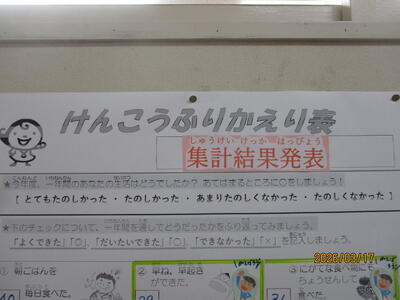 けんこうふりかえり表
しゅうけい けっか はっぴょう
集計結果発表
★今年度、一年間のあなたの生活はどうでしたか? あてはまるところに○をしましょう!
【 とてもたのしかった ・ たのしかった ・ あまりたのしくなかった ・ たのしくなかった 】
★下のチェックについて、一年間を通してどうだったかをふり返ってみましょう。
「よくできた」「◎」、「だいたいできた」「○」、「できなかった」「×」を記入しましょう。
① 朝ごはんを
毎日食べた。
② 早ね、早起き
ができた。
③ にがてな食べ物にも
ちょうせんして
食べた。
2025/03/17